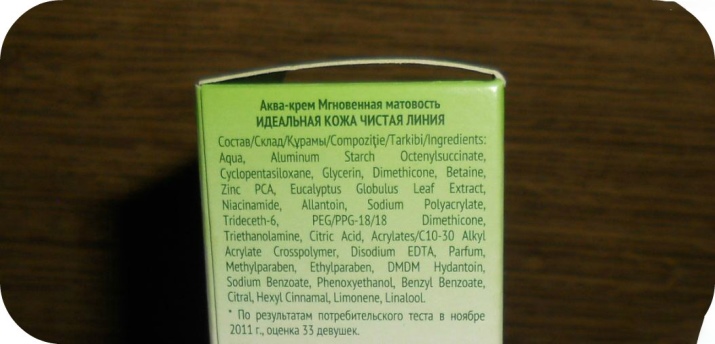 Аква-крем Мгновенная матовость
ИДЕАЛЬНАЯ КОЖА ЧИСТАЯ ЛИНИЯ
Состав/Склад/Құрамы/Compoziţie/Tarkibi/Ingredients:
Aqua, Aluminum Starch Octenylsuccinate,
Cyclopentasiloxane, Glycerin, Dimethicone, Betaine,
Zinc PCA, Eucalyptus Globulus Leaf Extract,
Niacinamide, Allantoin, Sodium Polyacrylate,
Trideceth-6, PEG/PPG-18/18 Dimethicone,
Triethanolamine, Citric Acid, Acrylates/C10-30 Alkyl
Acrylate Crosspolymer, Disodium EDTA, Parfum,
Methylparaben, Ethylparaben, DMDM Hydantoin,
Sodium Benzoate, Phenoxyethanol, Benzyl Benzoate,
Citral, Hexyl Cinnamal, Limonene, Linalool.
* По результатам потребительского теста в ноябре
2011 г., оценка 33 девушек.